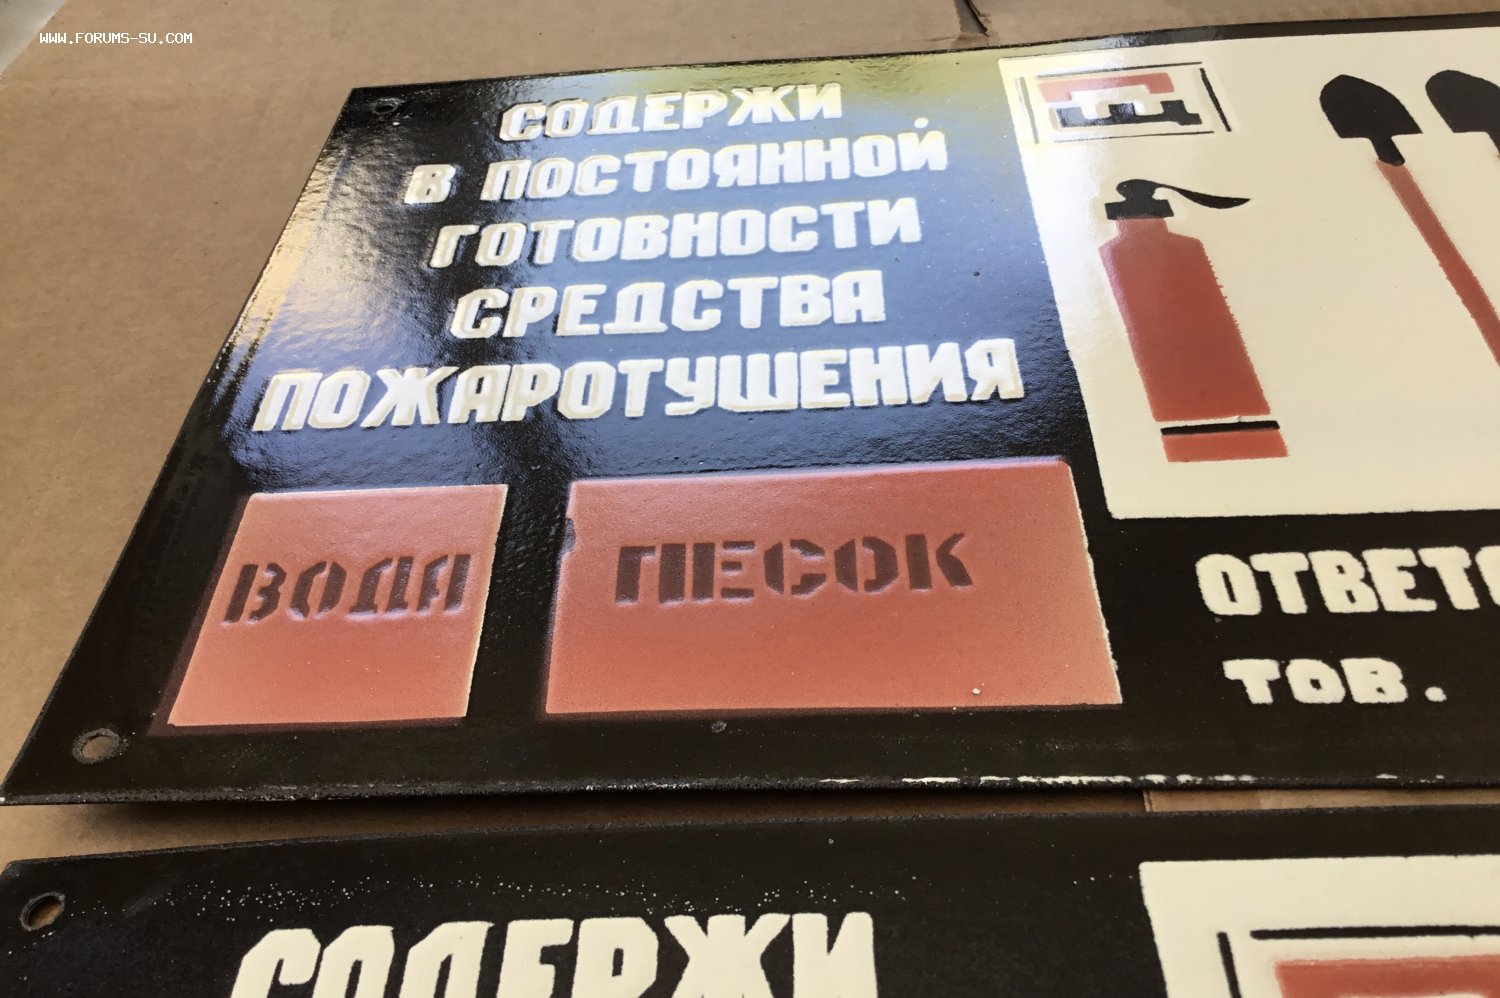 WWW.FORUMS-SU.COM
СОДЕРЖИ
В ПОСТОЯННОЙ
ГОТОВНОСТИ
СРЕДСТВА
ПОЖАРОТУШЕНИЯ
ВОДА
ПЕСОК
ТОВ.
СОДЕРЖИ